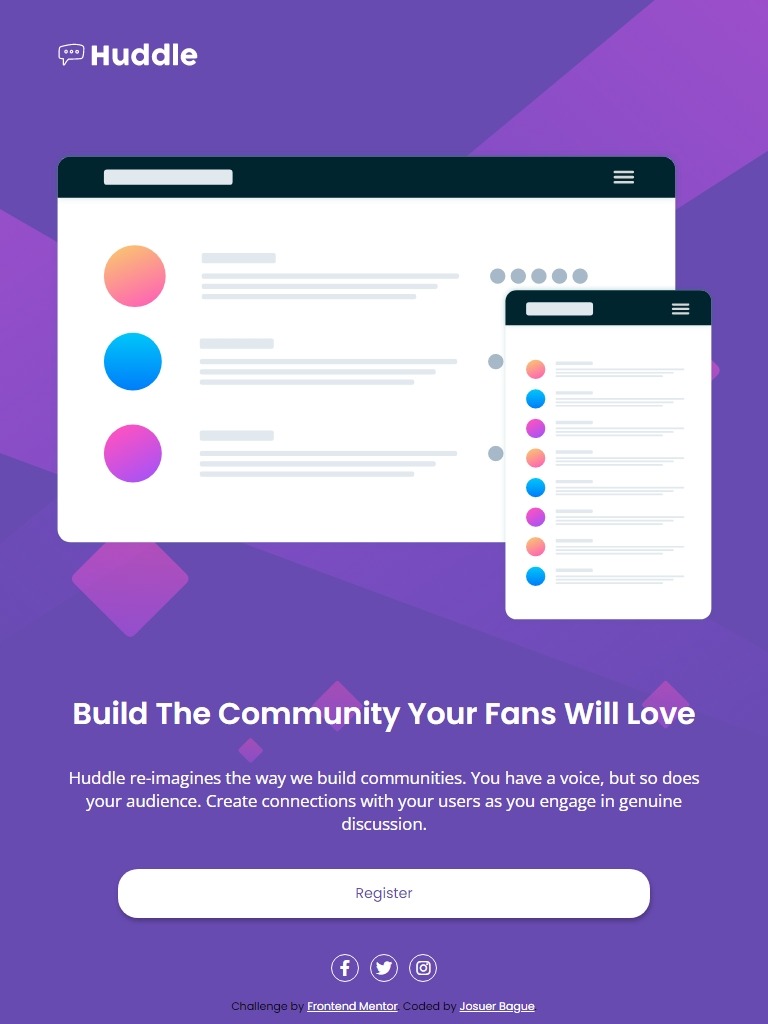 Huddle
Build The Community Your Fans Will Love
Huddle re-imagines the way we build communities. You have a voice, but so does
your audience. Create connections with your users as you engage in genuine
discussion.
Register
Challenge by Frontend Mentor. Coded by Josuer Bague.